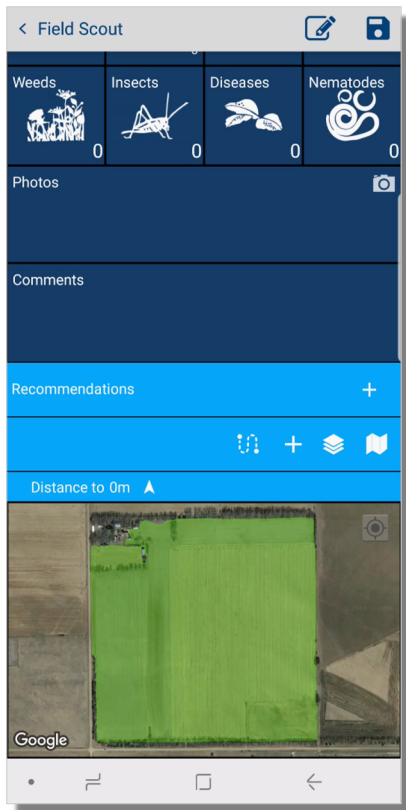 Field Scout
Weeds Insects Diseases Nematodes
0 0 0 0
Photos
Comments
Recommendations
Distance to 0m
Google